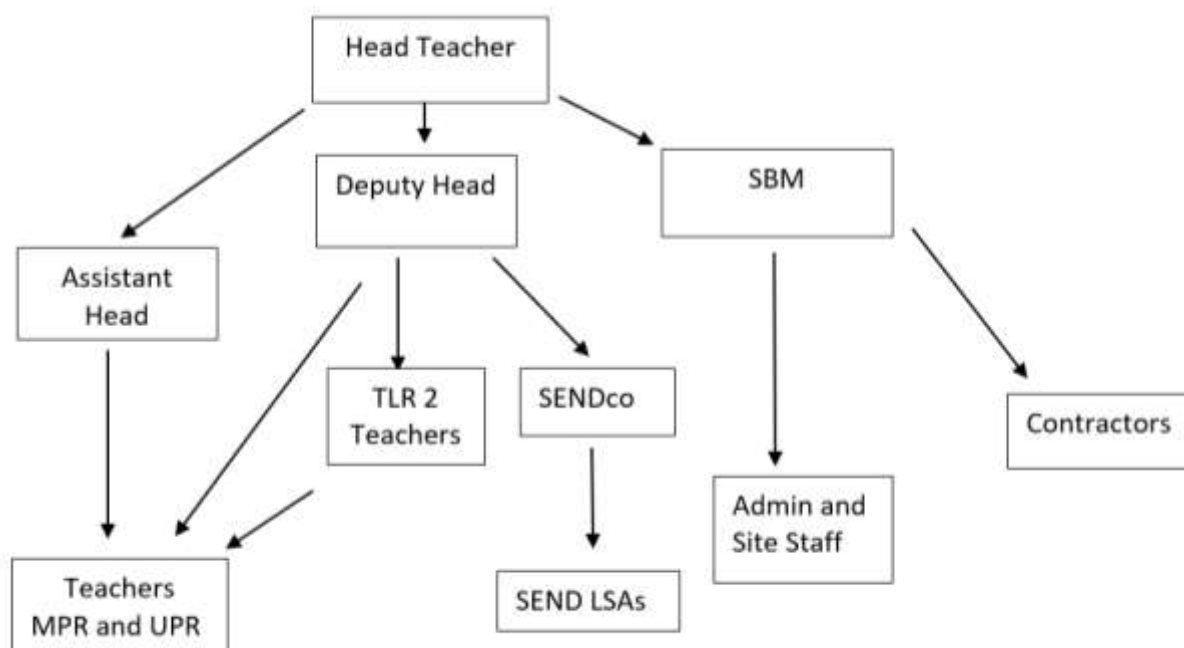 Head Teacher
Deputy Head
SBM
Assistant
Head
TLR 2
Teachers
SENDco
Contractors
Admin and
Site Staff
Teachers
MPR and UPR
SEND LSAs